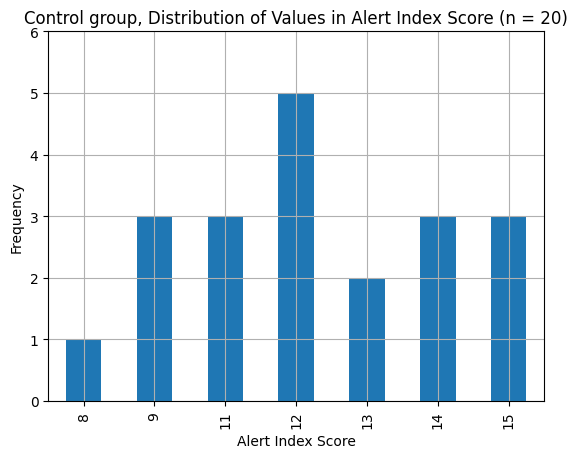 Control group, Distribution of Values in Alert Index Score (n = 20)
6
5
4
3
2
1
0
Frequency
8 9 11 12 13 14 15
Alert Index Score